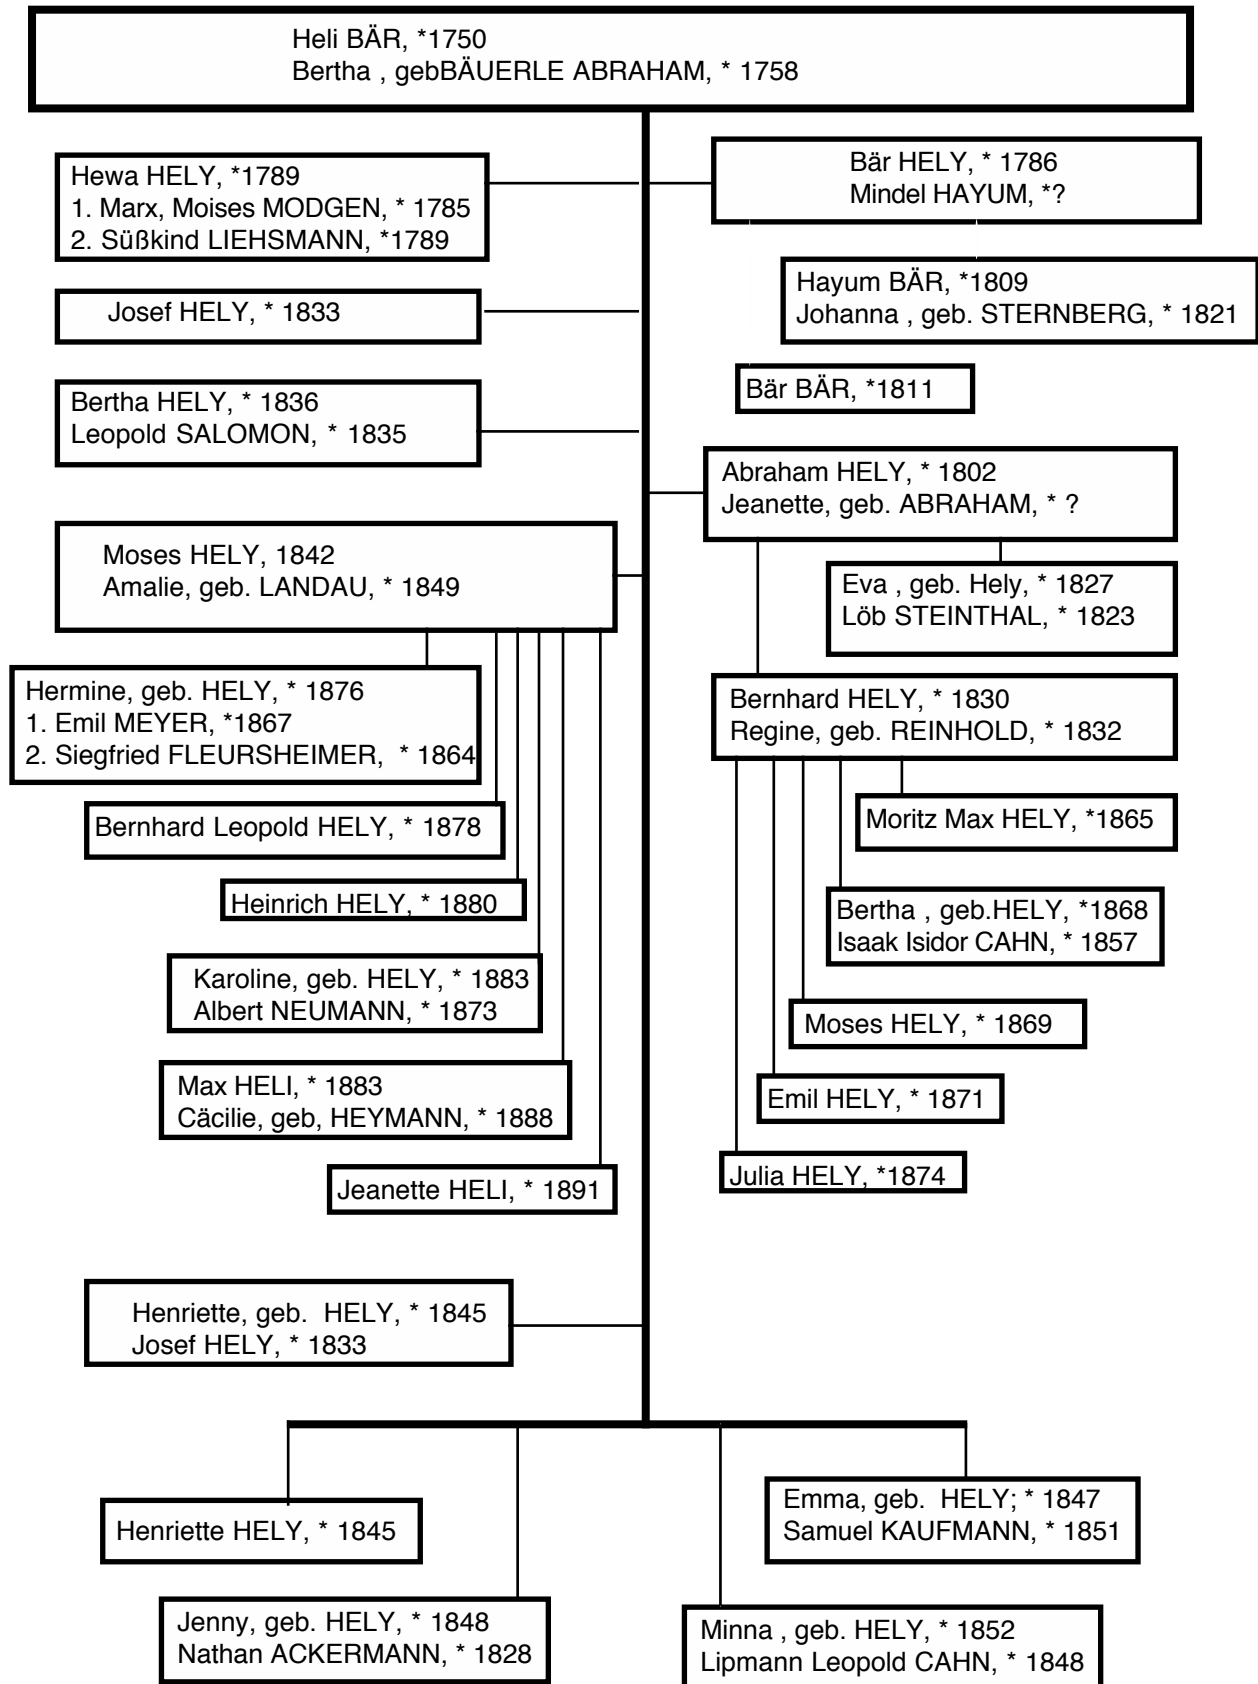 Heli BÄR, *1750
Bertha , gebBÄUERLE ABRAHAM, * 1758
Hewa HELY, *1789
1. Marx, Moises MODGEN, * 1785
2. Süßkind LIEHSMANN, *1789
Bär HELY, * 1786
Mindel HAYUM, *?
Hayum BÄR, *1809
Johanna , geb. STERNBERG, * 1821
Josef HELY, * 1833
Bär BÄR, *1811
Bertha HELY, * 1836
Leopold SALOMON, * 1835
Abraham HELY, * 1802
Jeanette, geb. ABRAHAM, * ?
Moses HELY, 1842
Amalie, geb. LANDAU, * 1849
Eva , geb. Hely, * 1827
Löb STEINTHAL, * 1823
Hermine, geb. HELY, * 1876
1. Emil MEYER, *1867
2. Siegfried FLEURSHEIMER, * 1864
Bernhard HELY, * 1830
Regine, geb. REINHOLD, * 1832
Bernhard Leopold HELY, * 1878
Moritz Max HELY, *1865
Heinrich HELY, * 1880
Bertha , geb.HELY, *1868
Isaak Isidor CAHN, * 1857
Karoline, geb. HELY, * 1883
Albert NEUMANN, * 1873
Moses HELY, * 1869
Max HELI, * 1883
Cäcilie, geb, HEYMANN, * 1888
Emil HELY, * 1871
Jeanette HELI, * 1891
Julia HELY, *1874
Henriette, geb. HELY, * 1845
Josef HELY, * 1833
Henriette HELY, * 1845
Emma, geb. HELY; * 1847
Samuel KAUFMANN, * 1851
Jenny, geb. HELY, * 1848
Nathan ACKERMANN, * 1828
Minna , geb. HELY, * 1852
Lipmann Leopold CAHN, * 1848